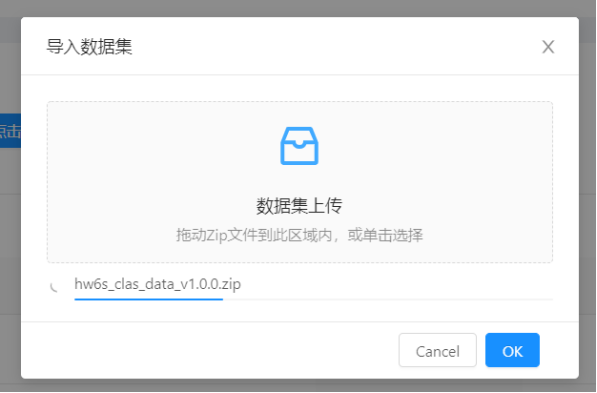 导入数据集
点击
数据集上传
拖动Zip文件到此区域内，或单击选择
hw6s_clas_data_v1.0.0.zip
Cancel
OK